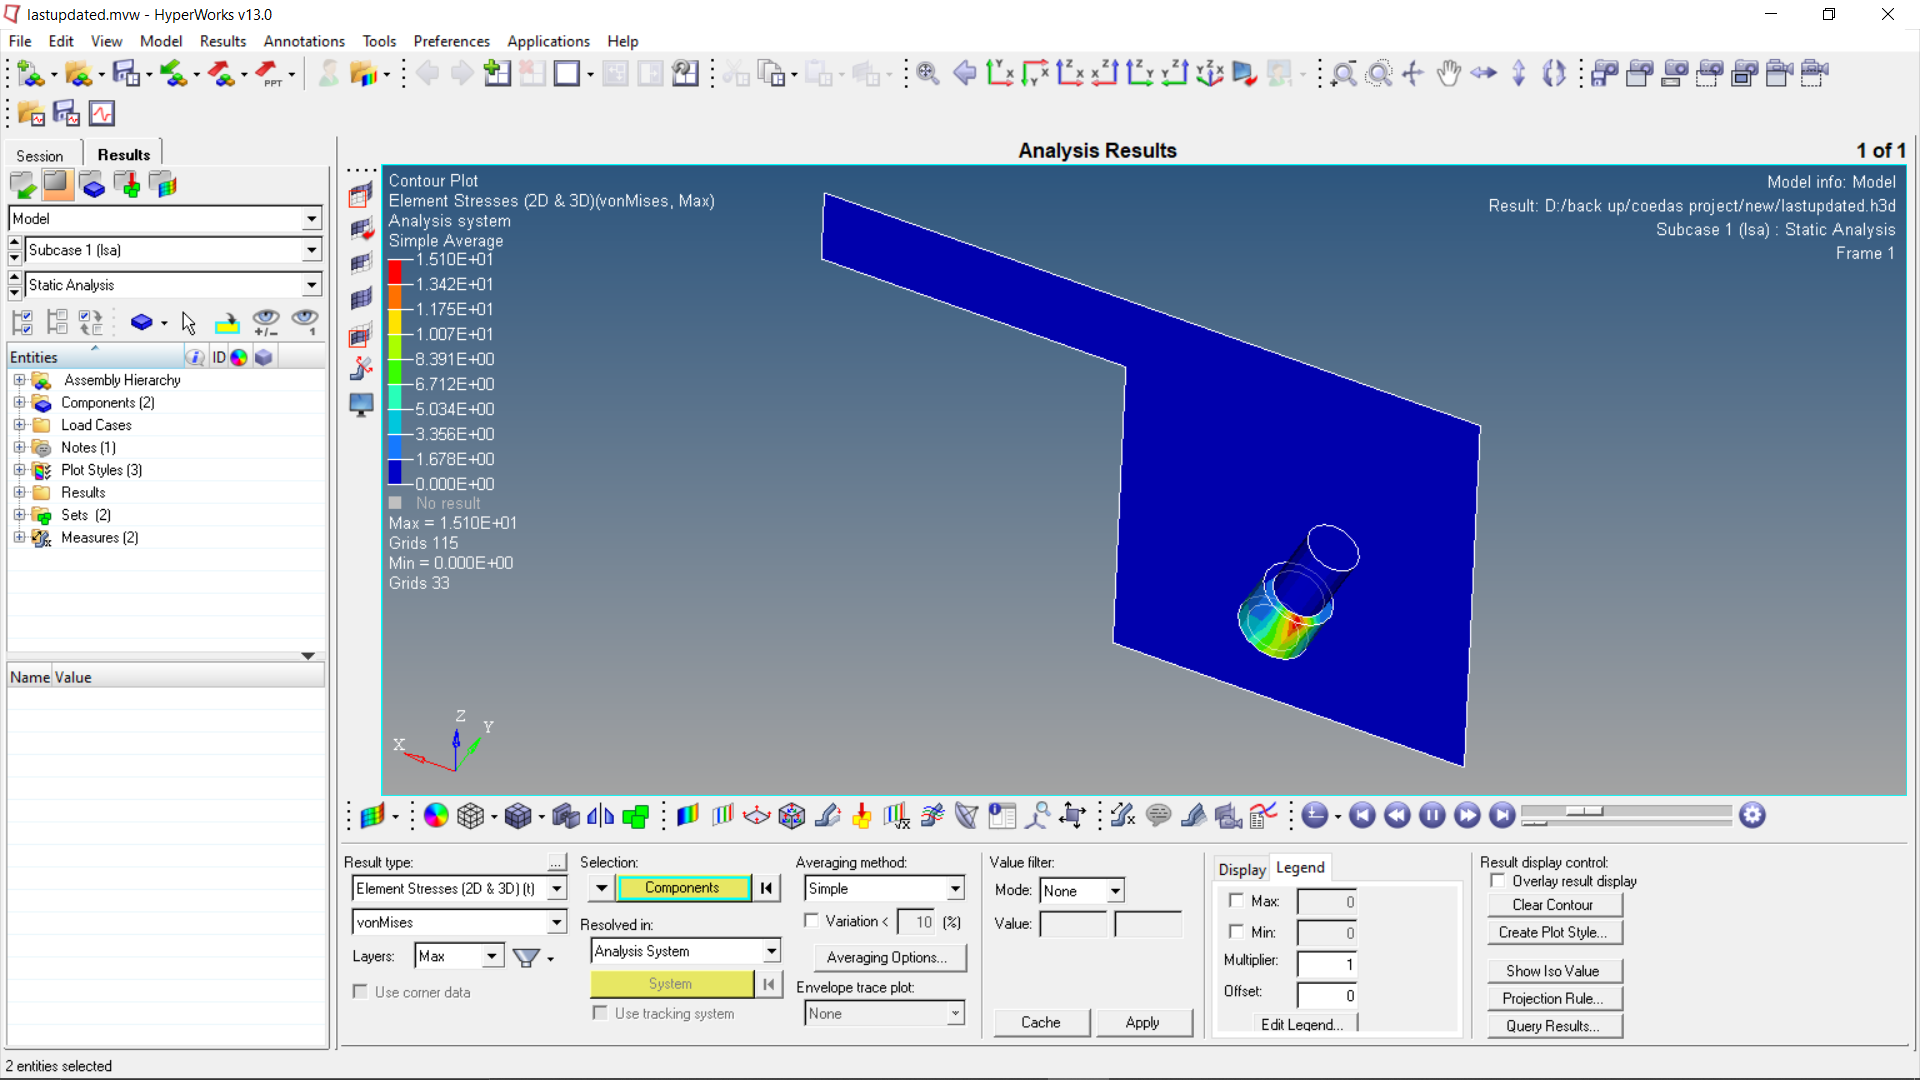 lastupdated.mvw - HyperWorks v13.0
File Edit View Model Results Annotations Tools Preferences Applications Help
PPT
Session Results
Model
Subcase 1 (lsa)
Static Analysis
Entities ID
Assembly Hierarchy
Components (2)
Load Cases
Notes (1)
Plot Styles (3)
Results
Sets (2)
Measures (2)
Name Value
Analysis Results
1 of 1
Contour Plot
Element Stresses (2D & 3D)(vonMises, Max)
Analysis system
Simple Average
1.510E+01
1.342E+01
1.175E+01
1.007E+01
8.391E+00
6.712E+00
5.034E+00
3.356E+00
1.678E+00
0.000E+00
No result
Max = 1.510E+01
Grids 115
Min = 0.000E+00
Grids 33
Model info: Model
Result: D:/back up/coedas project/new/lastupdated.h3d
Subcase 1 (lsa) : Static Analysis
Frame 1
Z
Y
X
Result type: ...
Element Stresses (2D & 3D) (t)
vonMises
Layers: Max
Use corner data
Selection:
Components
Resolved in:
Analysis System
System
Use tracking system
Averaging method:
Simple
Variation < 10 (%)
Averaging Options...
Envelope trace plot:
None
Value filter:
Mode: None
Value:
Cache Apply
Display Legend
Max: 0
Min: 0
Multiplier: 1
Offset: 0
Edit Legend...
Result display control:
Overlay result display
Clear Contour
Create Plot Style...
Show Iso Value
Projection Rule...
Query Results...
2 entities selected